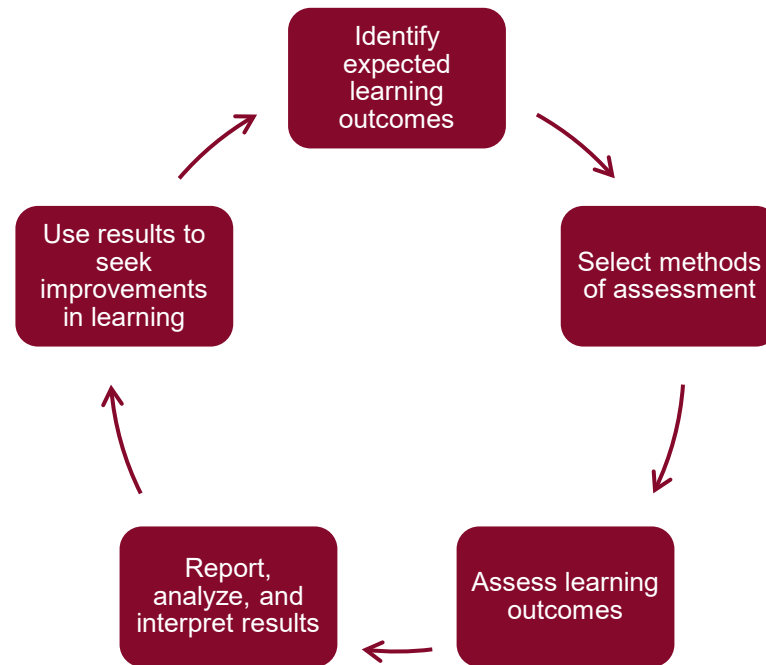 Identify
expected
learning
outcomes
Select methods
of assessment
Assess learning
outcomes
Report,
analyze, and
interpret results
Use results to
seek
improvements
in learning